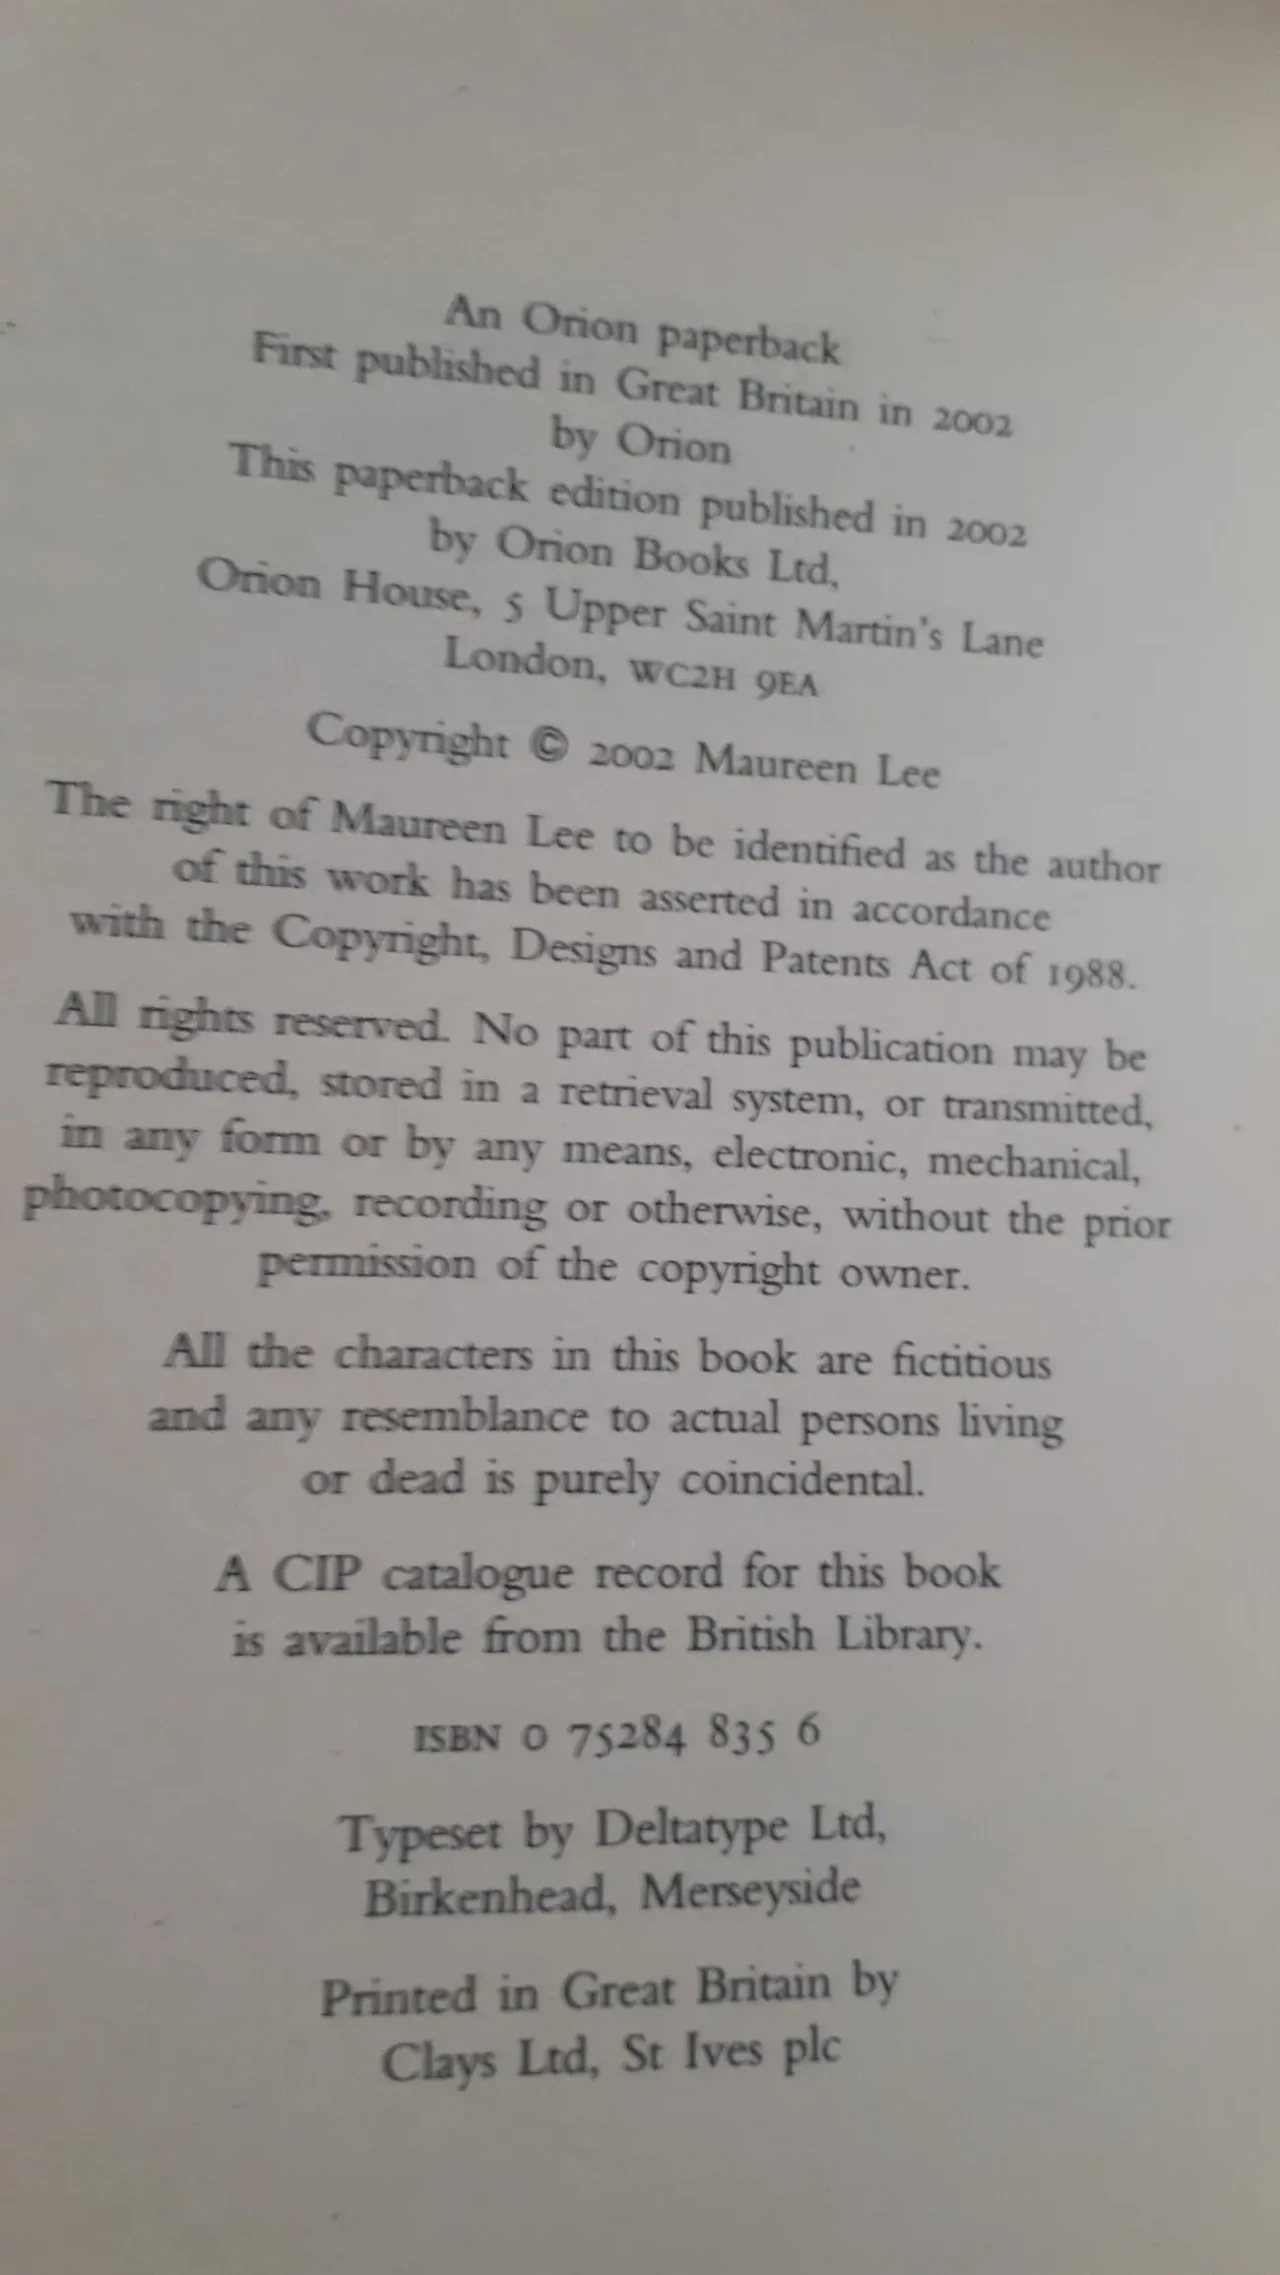 An Orion paperback
First published in Great Britain in 2002
by Orion
This paperback edition published in 2002
by Orion Books Ltd,
Orion House, 5 Upper Saint Martin's Lane
London, WC2H 9EA
Copyright © 2002 Maureen Lee
The right of Maureen Lee to be identified as the author
of this work has been asserted in accordance
with the Copyright, Designs and Patents Act of 1988.
All rights reserved. No part of this publication may be
reproduced, stored in a retrieval system, or transmitted,
in any form or by any means, electronic, mechanical,
photocopying, recording or otherwise, without the prior
permission of the copyright owner.
All the characters in this book are fictitious
and any resemblance to actual persons living
or dead is purely coincidental.
A CIP catalogue record for this book
is available from the British Library.
ISBN 0 75284 835 6
Typeset by Deltatype Ltd,
Birkenhead, Merseyside
Printed in Great Britain by
Clays Ltd, St Ives plc